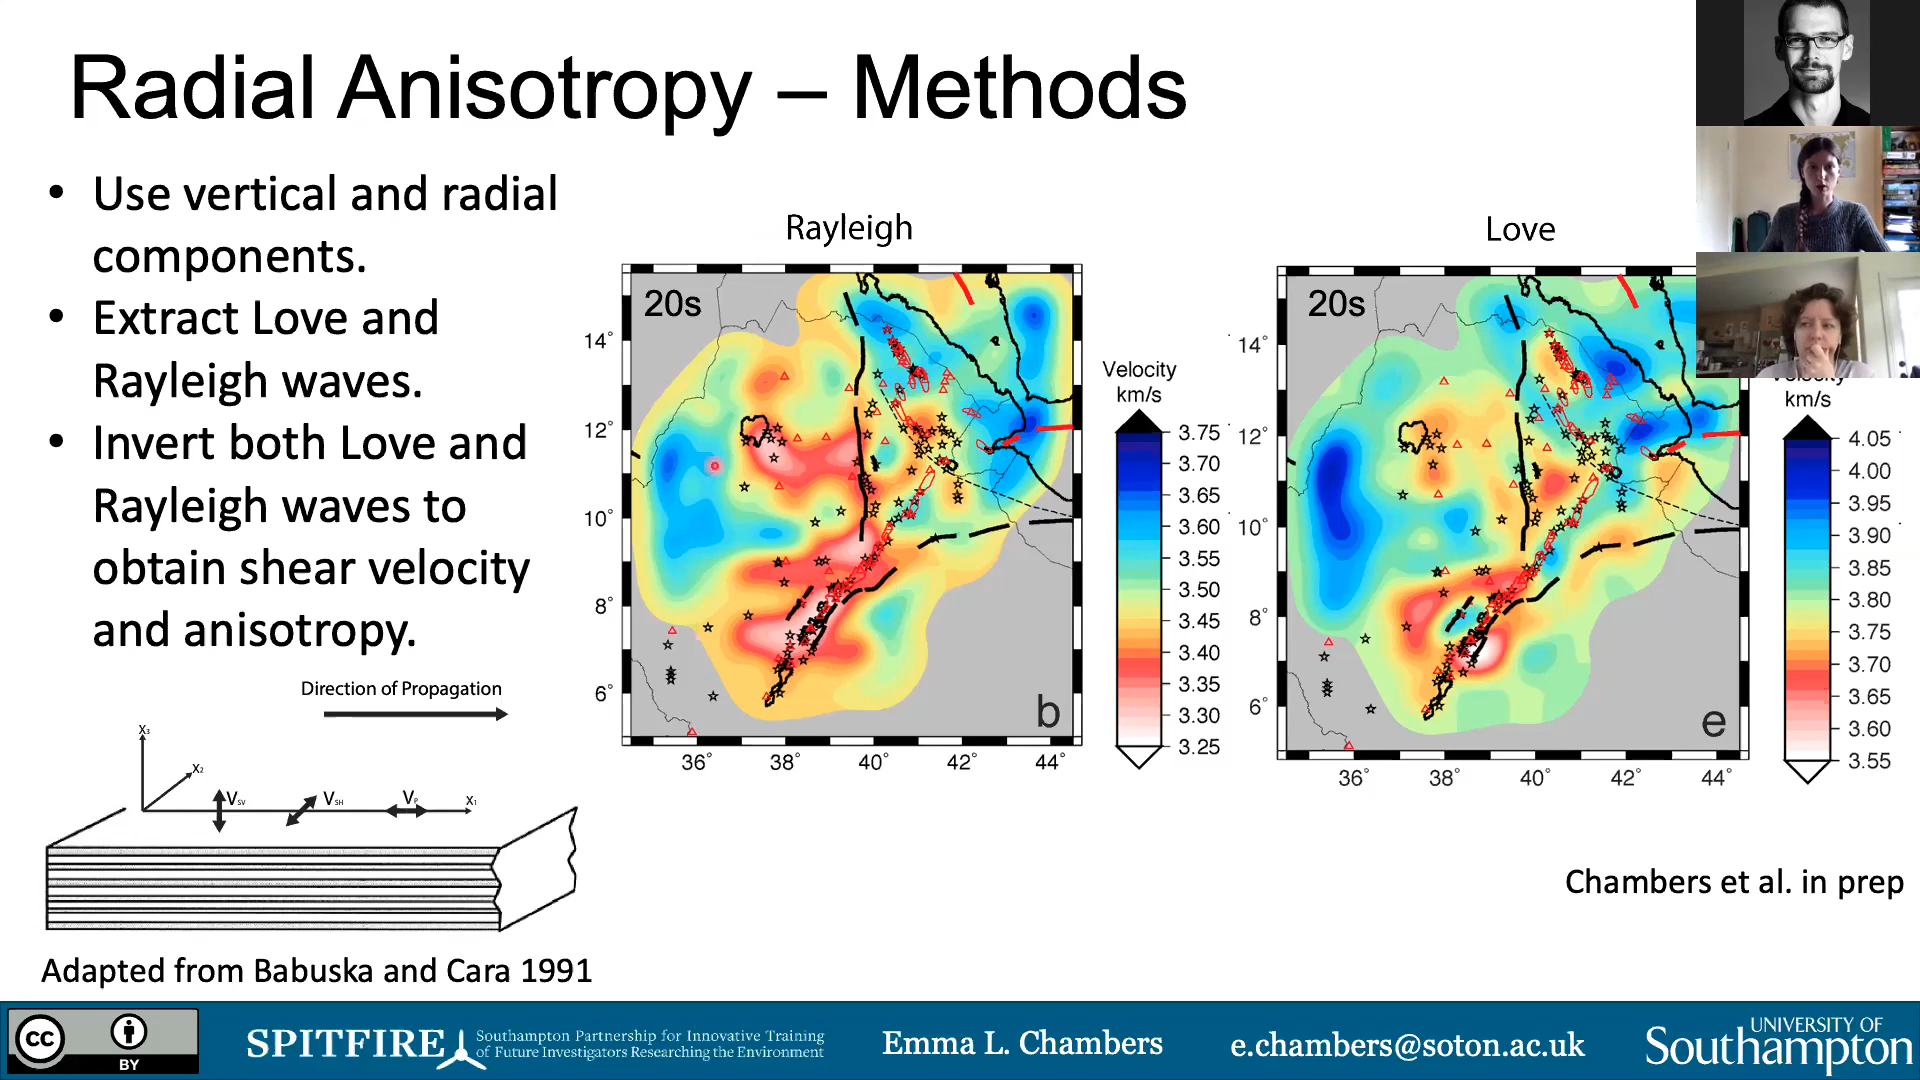 Radial Anisotropy – Methods
• Use vertical and radial
components.
• Extract Love and
Rayleigh waves.
• Invert both Love and
Rayleigh waves to
obtain shear velocity
and anisotropy.
Direction of Propagation
X3
X2
VSV
VSH
VP
X1
Adapted from Babuska and Cara 1991
Rayleigh
20s
14°
12°
10°
8°
6°
36°
38°
40°
42°
44°
b
Velocity
km/s
3.75
3.70
3.65
3.60
3.55
3.50
3.45
3.40
3.35
3.30
3.25
Love
20s
14°
12°
10°
8°
6°
36°
38°
40°
42°
44°
e
km/s
4.05
4.00
3.95
3.90
3.85
3.80
3.75
3.70
3.65
3.60
3.55
Chambers et al. in prep
CC
BY
SPITFIRE
Southampton Partnership for Innovative Training
of Future Investigators Researching the Environment
Emma L. Chambers
e.chambers@soton.ac.uk
UNIVERSITY OF
Southampton